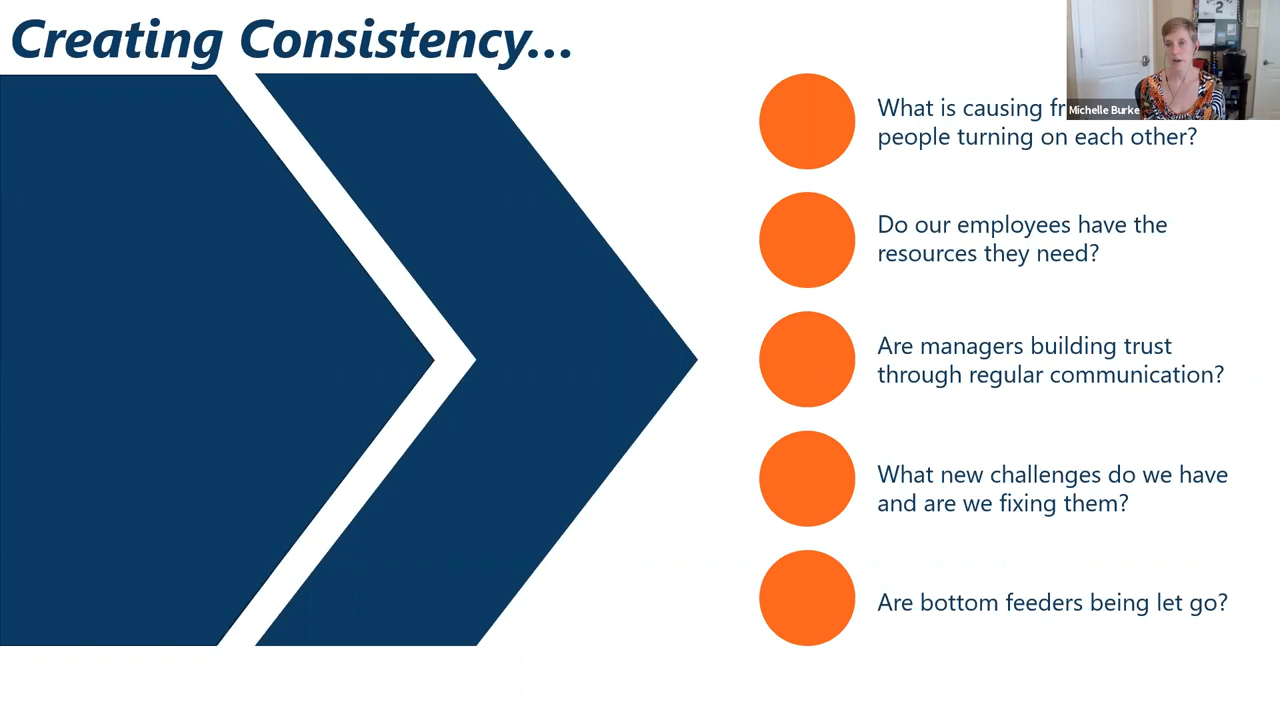 Creating Consistency...
Michelle Burke
What is causing
people turning on each other?
Do our employees have the
resources they need?
Are managers building trust
through regular communication?
What new challenges do we have
and are we fixing them?
Are bottom feeders being let go?
2